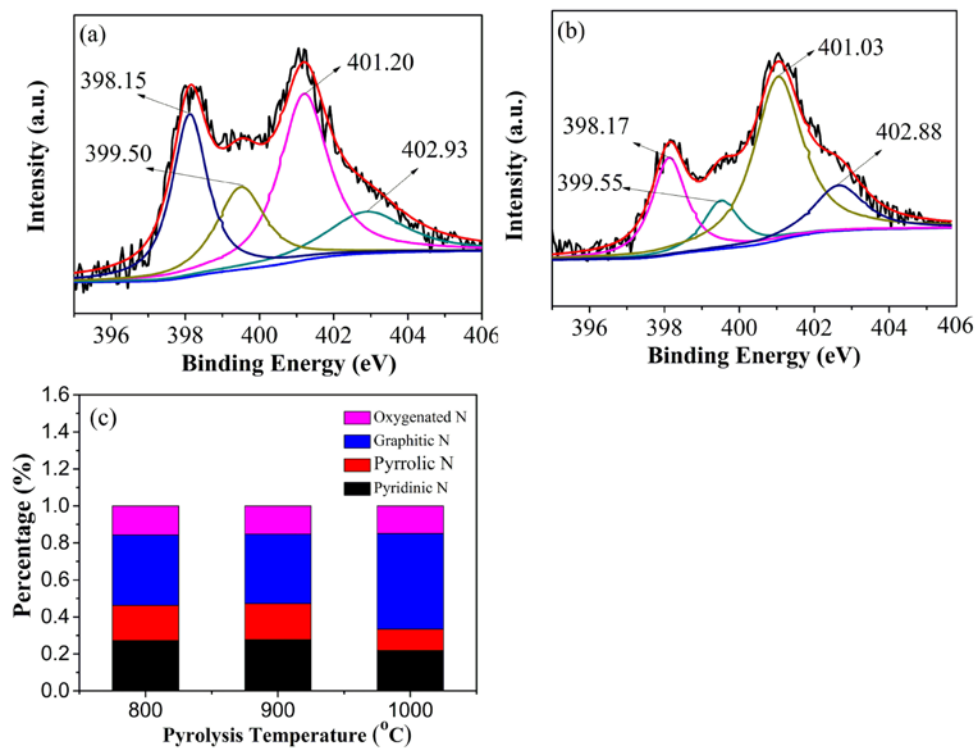 (a)
398.15
401.20
399.50
402.93
Intensity (a.u.)
396 398 400 402 404 406
Binding Energy (eV)
(b)
401.03
398.17
402.88
399.55
Intensity (a.u.)
396 398 400 402 404 406
Binding Energy (eV)
(c)
Oxygenated N
Graphitic N
Pyrrolic N
Pyridinic N
1.6
1.4
1.2
1.0
0.8
0.6
0.4
0.2
0.0
Percentage (%)
800 900 1000
Pyrolysis Temperature (°C)